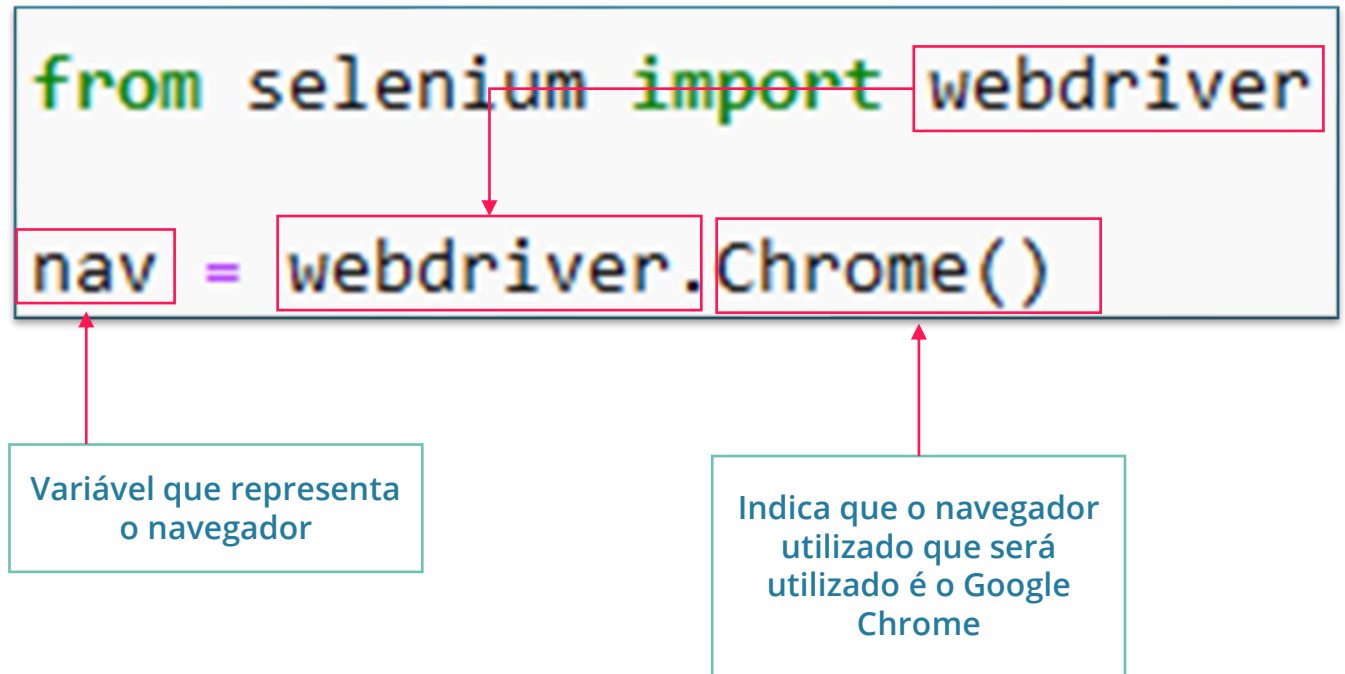 from selenium import webdriver
nav = webdriver.Chrome()
Variável que representa
o navegador
Indica que o navegador
utilizado que será
utilizado é o Google
Chrome